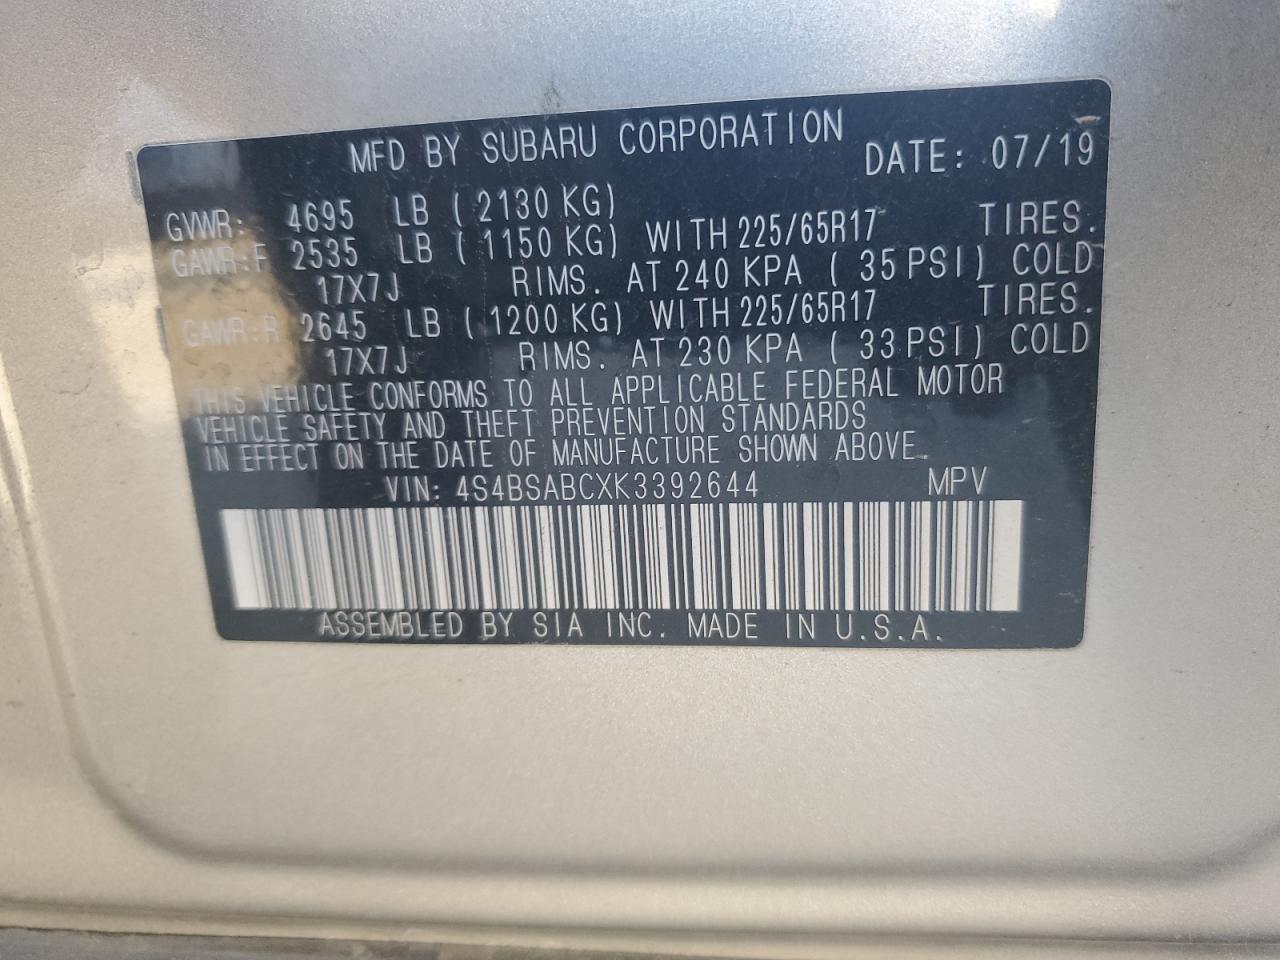 MFD BY SUBARU CORPORATION DATE: 07/19
GVWR: 4695 LB (2130 KG)
GAWR:F 2535 LB (1150 KG) WITH 225/65R17 TIRES.
17X7J RIMS. AT 240 KPA (35 PSI) COLD
GAWR:R 2645 LB (1200 KG) WITH 225/65R17 TIRES.
17X7J RIMS. AT 230 KPA (33 PSI) COLD
THIS VEHICLE CONFORMS TO ALL APPLICABLE FEDERAL MOTOR
VEHICLE SAFETY AND THEFT PREVENTION STANDARDS
IN EFFECT ON THE DATE OF MANUFACTURE SHOWN ABOVE.
VIN: 4S4BSABCXK3392644 MPV
ASSEMBLED BY SIA INC. MADE IN U.S.A.